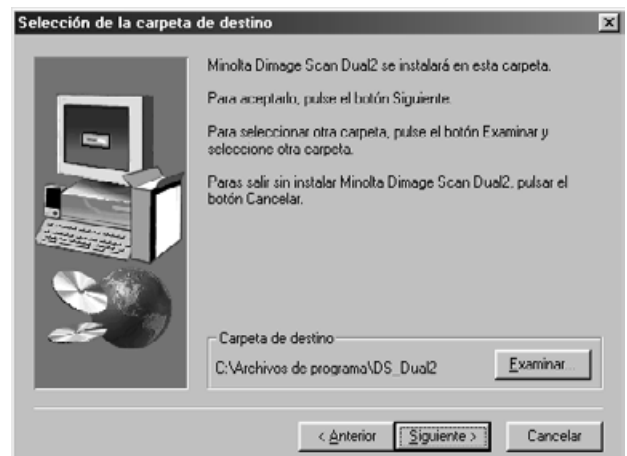 Selección de la carpeta de destino
Minolta Dimage Scan Dual2 se instalará en esta carpeta.
Para aceptarlo, pulse el botón Siguiente.
Para seleccionar otra carpeta, pulse el botón Examinar y
seleccione otra carpeta.
Paras salir sin instalar Minolta Dimage Scan Dual2, pulsar el
botón Cancelar.
Carpeta de destino
C:\Archivos de programa\DS_Dual2
Examinar...
< Anterior
Siguiente >
Cancelar